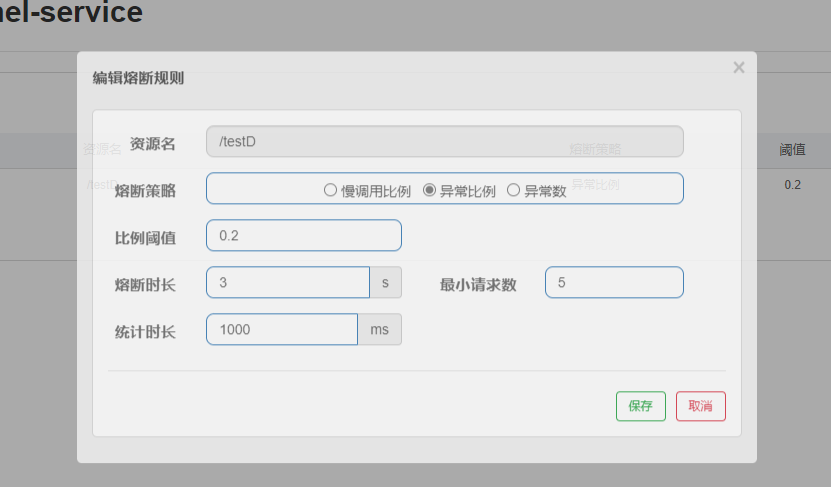 nel-service
编辑熔断规则
×
资源名
/testD
资源名
熔断策略
阈值
熔断策略
慢调用比例
异常比例
异常数
/testD
异常比例
0.2
比例阈值
0.2
熔断时长
3
s
最小请求数
5
统计时长
1000
ms
保存
取消